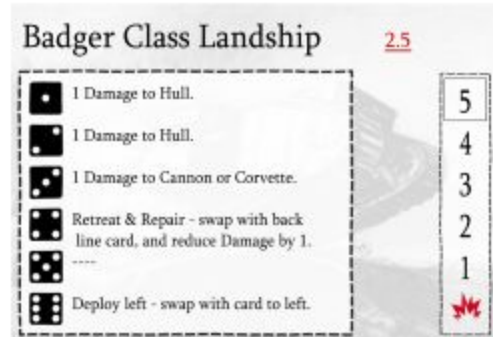 Badger Class Landship 2.5
1 Damage to Hull.
1 Damage to Hull.
1 Damage to Cannon or Corvette.
Retreat & Repair - swap with back
line card, and reduce Damage by 1.
----
Deploy left - swap with card to left.
5
4
3
2
1